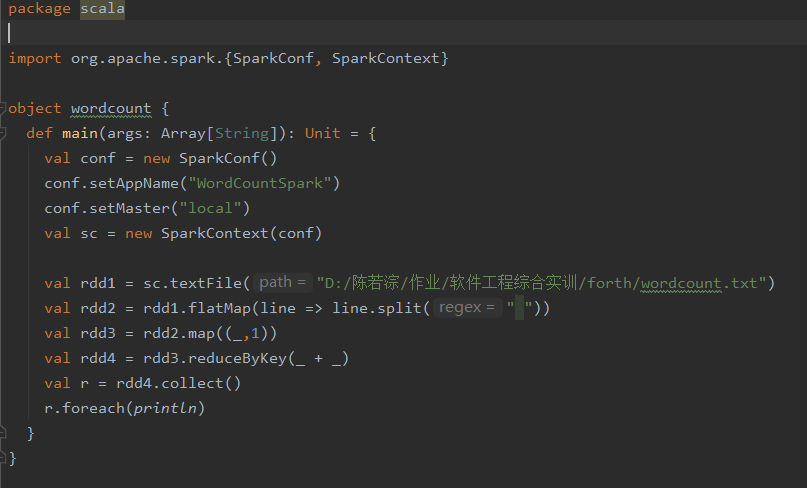 package scala
import org.apache.spark.{SparkConf, SparkContext}
object wordcount {
def main(args: Array[String]): Unit = {
val conf = new SparkConf()
conf.setAppName("WordCountSpark")
conf.setMaster("local")
val sc = new SparkContext(conf)
val rdd1 = sc.textFile( path = "D:/陈若淙/作业/软件工程综合实训/forth/wordcount.txt")
val rdd2 = rdd1.flatMap(line => line.split( regex = " "))
val rdd3 = rdd2.map((_,1))
val rdd4 = rdd3.reduceByKey(_ + _)
val r = rdd4.collect()
r.foreach(println)
}
}